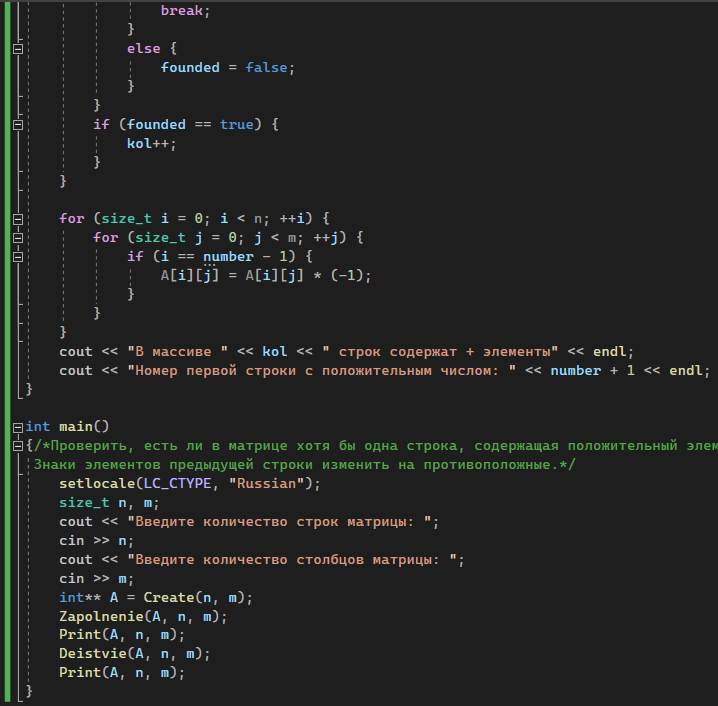 break;
}
else {
founded = false;
}
}
if (founded == true) {
kol++;
}
}
for (size_t i = 0; i < n; ++i) {
for (size_t j = 0; j < m; ++j) {
if (i == number - 1) {
A[i][j] = A[i][j] * (-1);
}
}
}
cout << "В массиве " << kol << " строк содержат + элементы" << endl;
cout << "Номер первой строки с положительным числом: " << number + 1 << endl;
}
int main()
{/*Проверить, есть ли в матрице хотя бы одна строка, содержащая положительный элем
Знаки элементов предыдущей строки изменить на противоположные.*/
setlocale(LC_CTYPE, "Russian");
size_t n, m;
cout << "Введите количество строк матрицы: ";
cin >> n;
cout << "Введите количество столбцов матрицы: ";
cin >> m;
int** A = Create(n, m);
Zapolnenie(A, n, m);
Print(A, n, m);
Deistvie(A, n, m);
Print(A, n, m);
}